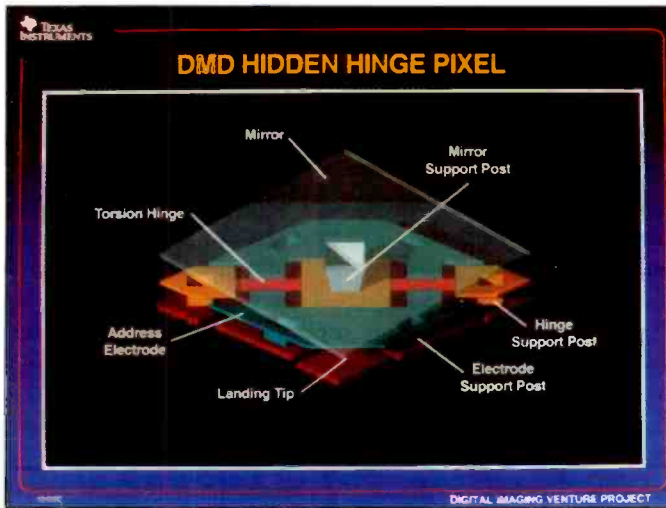 TEXAS
INSTRUMENTS
DMD HIDDEN HINGE PIXEL
Mirror
Mirror
Support Post
Torsion Hinge
Address
Electrode
Hinge
Support Post
Electrode
Support Post
Landing Tip
DIGITAL IMAGING VENTURE PROJECT